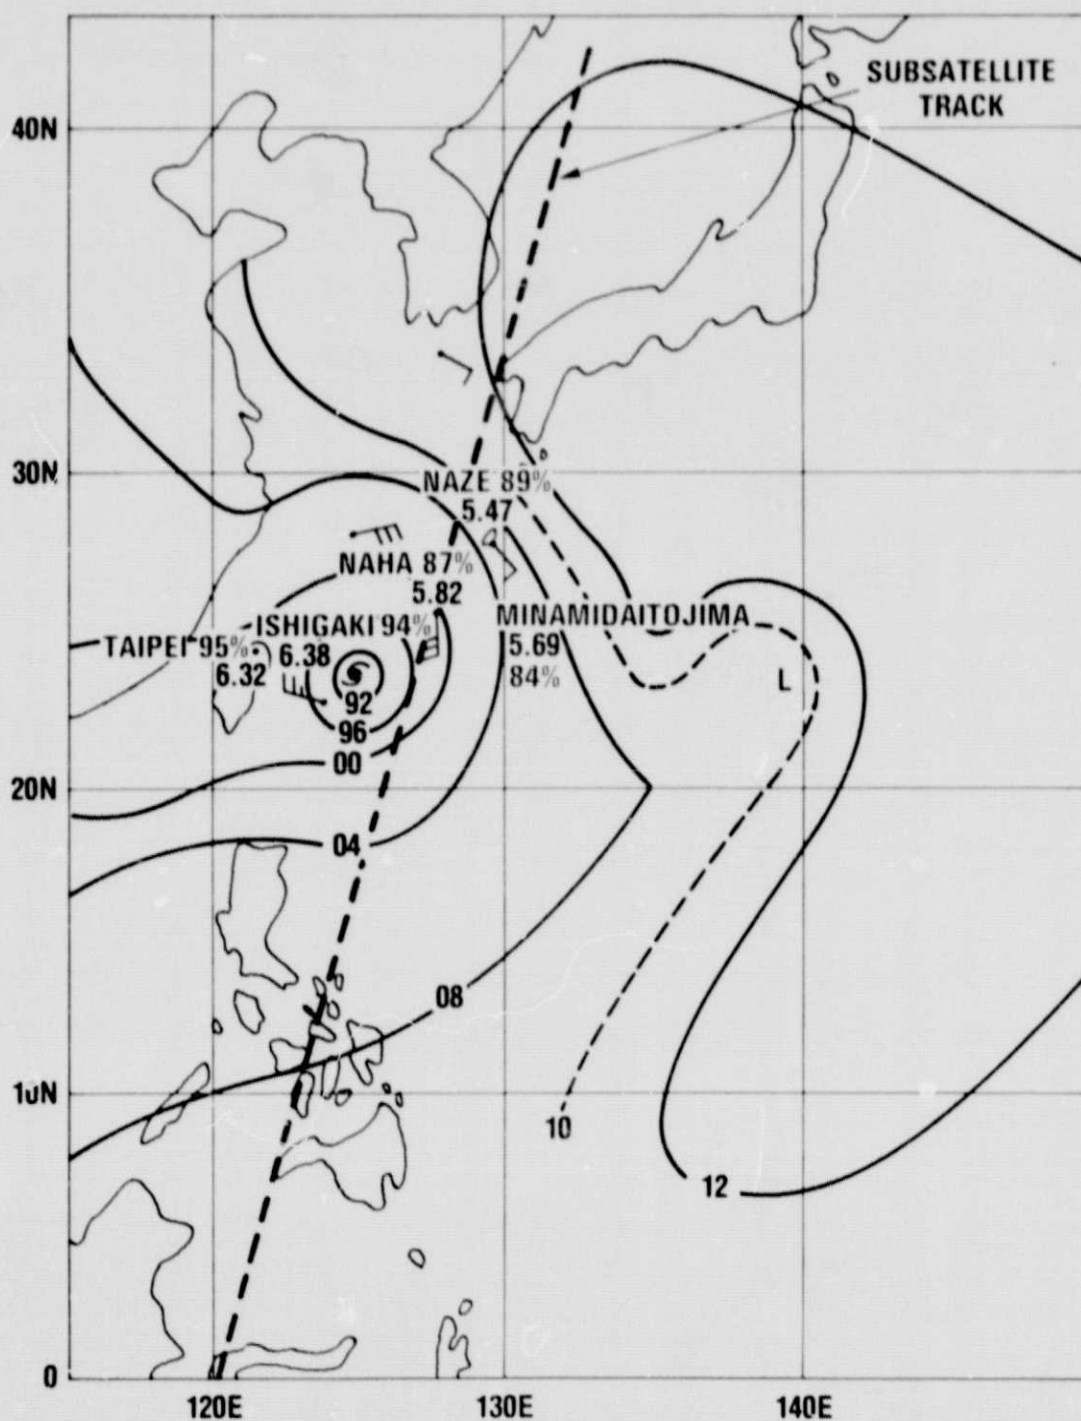 SUBSATELLITE
TRACK
40N
30N
NAZE 89%
5.47
NAHA 87%
5.82
ISHIGAKI 94%
MINAMIDAITOJIMA
TAIPEI 95%
6.38
5.69
6.32
84%
L
92
96
00
20N
04
08
10N
10
12
0
120E
130E
140E